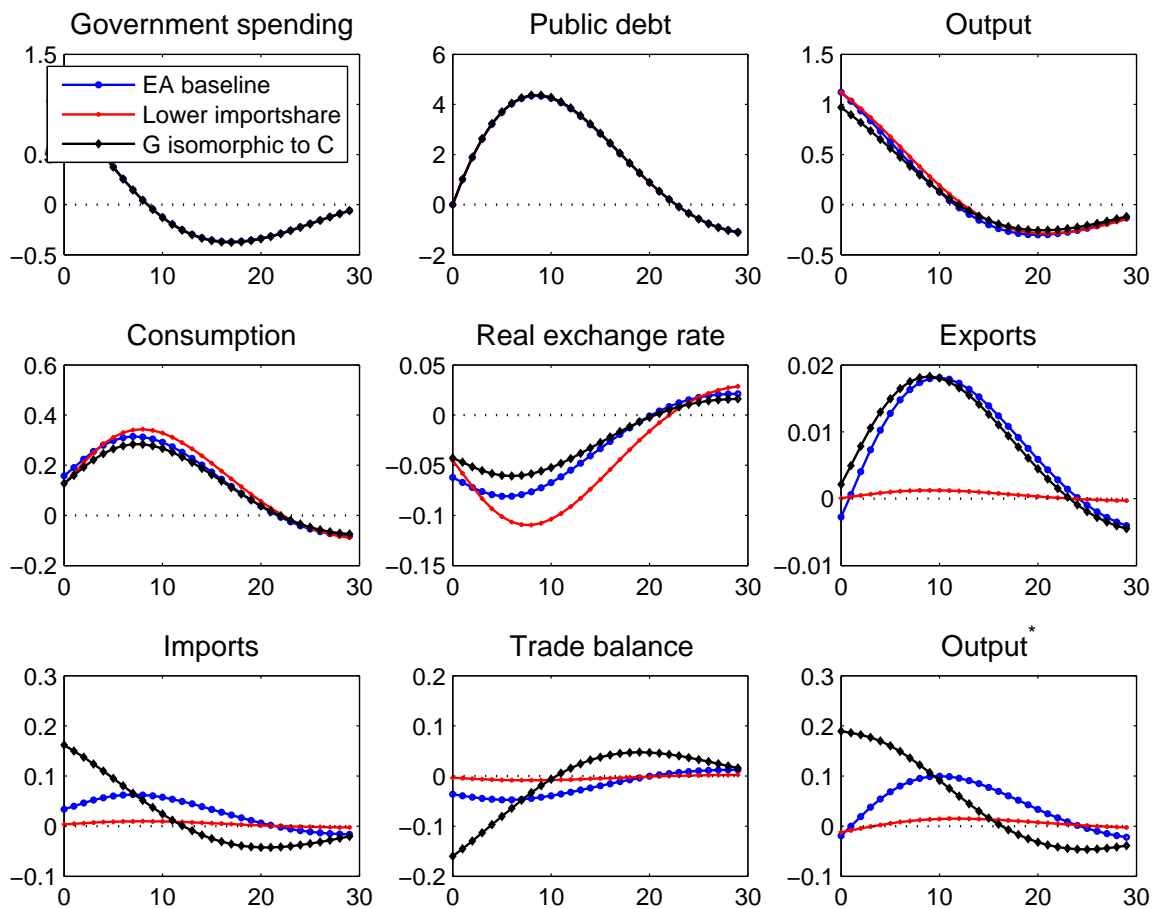 Government spending
Public debt
Output
1.5
0.5
0
−0.5
EA baseline
Lower importshare
G isomorphic to C
0 10 20 30
6
4
2
0
−2
0 10 20 30
1.5
1
0.5
0
−0.5
0 10 20 30
Consumption
Real exchange rate
Exports
0.6
0.4
0.2
0
−0.2
0 10 20 30
0.05
0
−0.05
−0.1
−0.15
0 10 20 30
0.02
0.01
0
−0.01
0 10 20 30
Imports
Trade balance
Output*
0.3
0.2
0.1
0
−0.1
0 10 20 30
0.2
0.1
0
−0.1
−0.2
0 10 20 30
0.3
0.2
0.1
0
−0.1
0 10 20 30